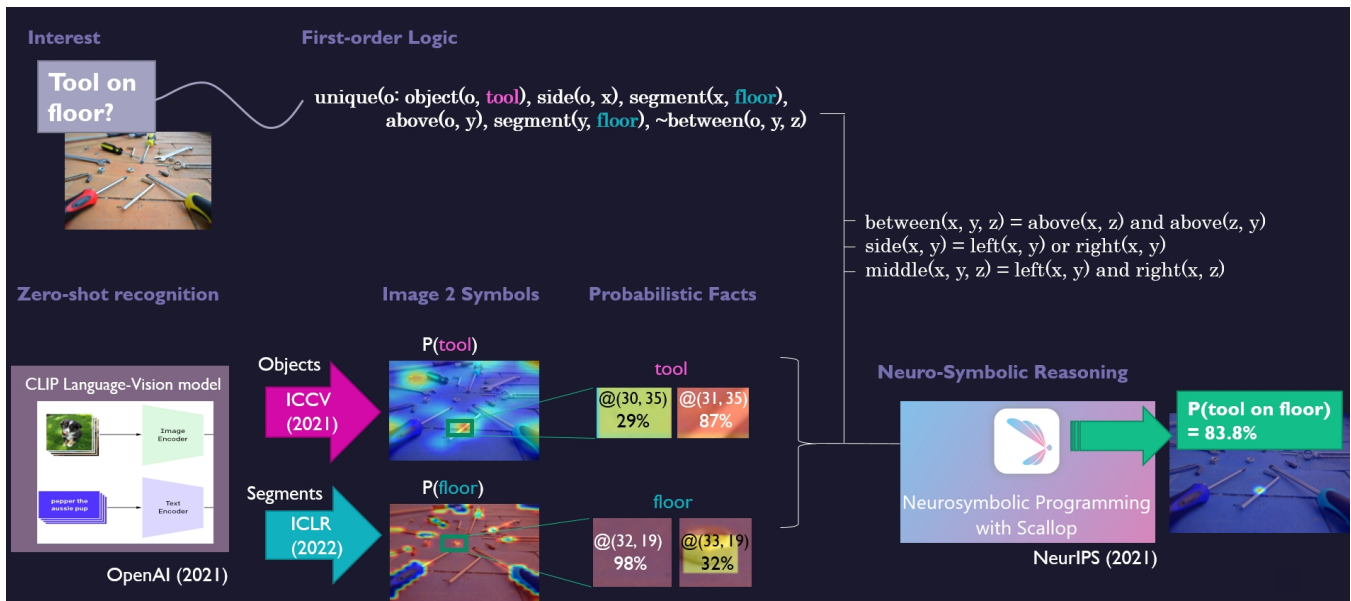 Interest
First-order Logic
Tool on
floor?
unique(o: object(o, tool), side(o, x), segment(x, floor),
above(o, y), segment(y, floor), ~between(o, y, z)
between(x, y, z) = above(x, z) and above(z, y)
side(x, y) = left(x, y) or right(x, y)
middle(x, y, z) = left(x, y) and right(x, z)
Zero-shot recognition
Image 2 Symbols
Probabilistic Facts
CLIP Language-Vision model
Image
Encoder
pepper the
aussie pup
Text
Encoder
OpenAI (2021)
Objects
ICCV
(2021)
Segments
ICLR
(2022)
P(tool)
P(floor)
tool
@(30, 35)
29%
@(31, 35)
87%
floor
@(32, 19)
98%
@(33, 19)
32%
Neuro-Symbolic Reasoning
Neurosymbolic Programming
with Scallop
NeurIPS (2021)
P(tool on floor)
= 83.8%